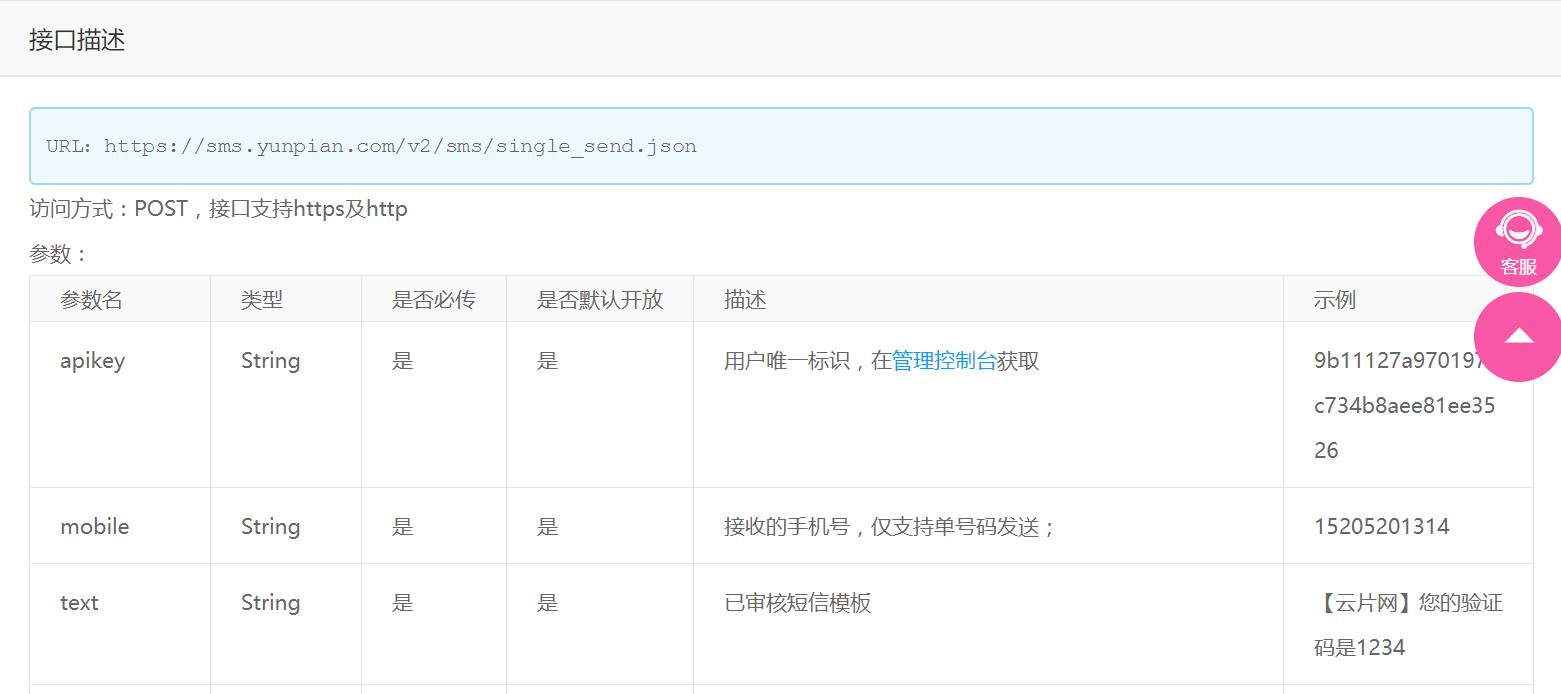 接口描述
URL: https://sms.yunpian.com/v2/sms/single_send.json
访问方式：POST，接口支持https及http
参数：
参数名 类型 是否必传 是否默认开放 描述 示例
apikey String 是 是 用户唯一标识，在管理控制台获取 9b11127a970197
c734b8aee81ee35
26
mobile String 是 是 接收的手机号，仅支持单号码发送； 15205201314
text String 是 是 已审核短信模板 【云片网】您的验证
码是1234
客服